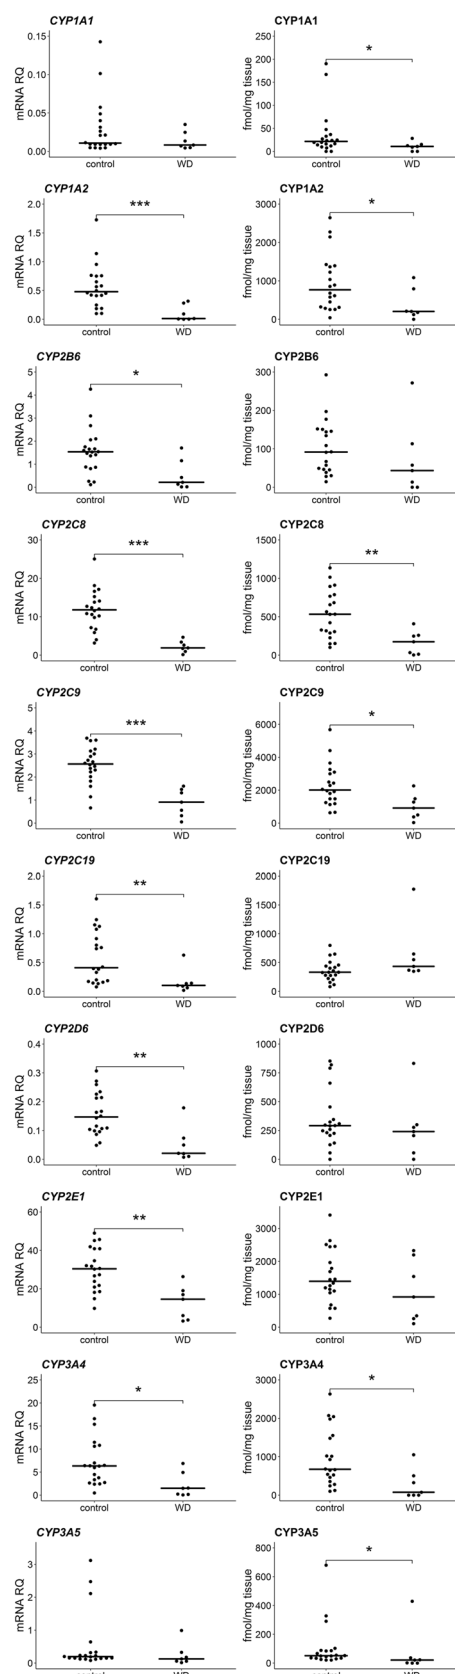 CYP1A1 CYP1A1
mRNA RQ
0.15
0.10
0.05
0.00
control WD
fmol/mg tissue
250
200
150
100
50
0
*
control WD
CYP1A2 CYP1A2
mRNA RQ
2.0
1.5
1.0
0.5
0.0
***
control WD
fmol/mg tissue
3000
2000
1000
0
*
control WD
CYP2B6 CYP2B6
mRNA RQ
5
4
3
2
1
0
*
control WD
fmol/mg tissue
300
200
100
0
control WD
CYP2C8 CYP2C8
mRNA RQ
30
20
10
0
***
control WD
fmol/mg tissue
1500
1000
500
0
**
control WD
CYP2C9 CYP2C9
mRNA RQ
5
4
3
2
1
0
***
control WD
fmol/mg tissue
6000
4000
2000
0
*
control WD
CYP2C19 CYP2C19
mRNA RQ
2.0
1.5
1.0
0.5
0.0
**
control WD
fmol/mg tissue
2000
1500
1000
500
0
control WD
CYP2D6 CYP2D6
mRNA RQ
0.4
0.3
0.2
0.1
0.0
**
control WD
fmol/mg tissue
1000
750
500
250
0
control WD
CYP2E1 CYP2E1
mRNA RQ
60
40
20
0
**
control WD
fmol/mg tissue
3000
2000
1000
0
control WD
CYP3A4 CYP3A4
mRNA RQ
25
20
15
10
5
0
*
control WD
fmol/mg tissue
3000
2000
1000
0
*
control WD
CYP3A5 CYP3A5
mRNA RQ
3
2
1
0
control WD
fmol/mg tissue
800
600
400
200
0
*
control WD